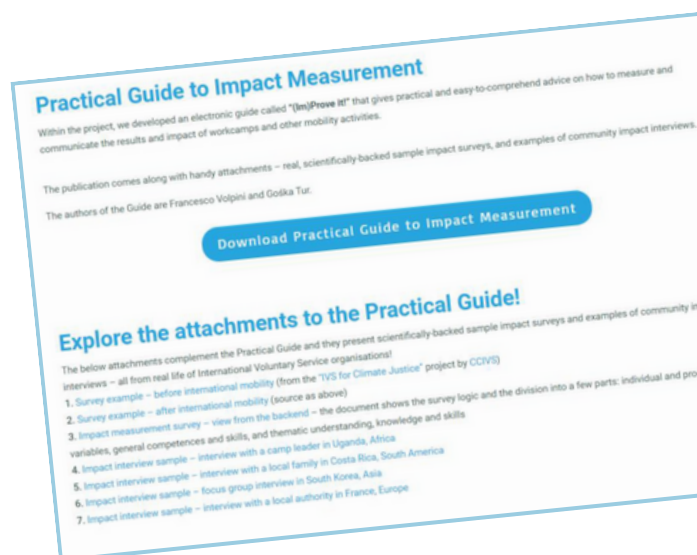 Practical Guide to Impact Measurement
Within the project, we developed an electronic guide called "(Im)Prove it!" that gives practical and easy-to-comprehend advice on how to measure and
communicate the results and impact of workcamps and other mobility activities.
The publication comes along with handy attachments – real, scientifically-backed sample impact surveys, and examples of community impact interviews.
The authors of the Guide are Francesco Volpini and Gośka Tur.
Download Practical Guide to Impact Measurement
Explore the attachments to the Practical Guide!
The below attachments complement the Practical Guide and they present scientifically-backed sample impact surveys and examples of community
interviews – all from real life of International Voluntary Service organisations!
1. Survey example – before international mobility (from the "IVS for Climate Justice" project by CCIVS)
2. Survey example – after international mobility (source as above)
3. Impact measurement survey – view from the backend – the document shows the survey logic and the division into a few parts: individual and
variables, general competences and skills, and thematic understanding, knowledge and skills
4. Impact interview sample – interview with a camp leader in Uganda, Africa
5. Impact interview sample – interview with a local family in Costa Rica, South America
6. Impact interview sample – focus group interview in South Korea, Asia
7. Impact interview sample – interview with a local authority in France, Europe